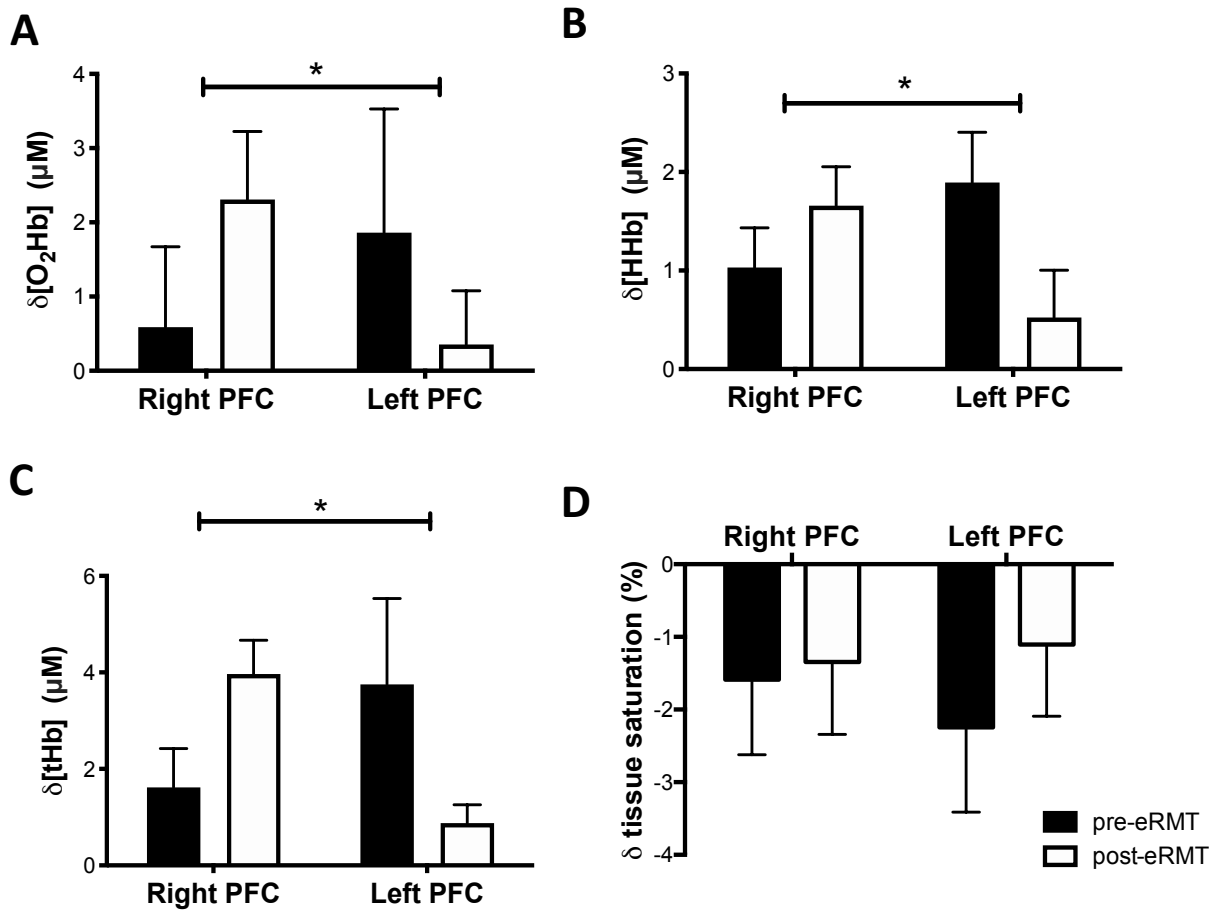 A
δ[O₂Hb] (µM)
4
3
2
1
0
*
Right PFC
Left PFC
B
δ[HHb] (µM)
3
2
1
0
*
Right PFC
Left PFC
C
δ[tHb] (µM)
6
4
2
0
*
Right PFC
Left PFC
D
Right PFC
Left PFC
δ tissue saturation (%)
0
-1
-2
-3
-4
pre-eRMT
post-eRMT